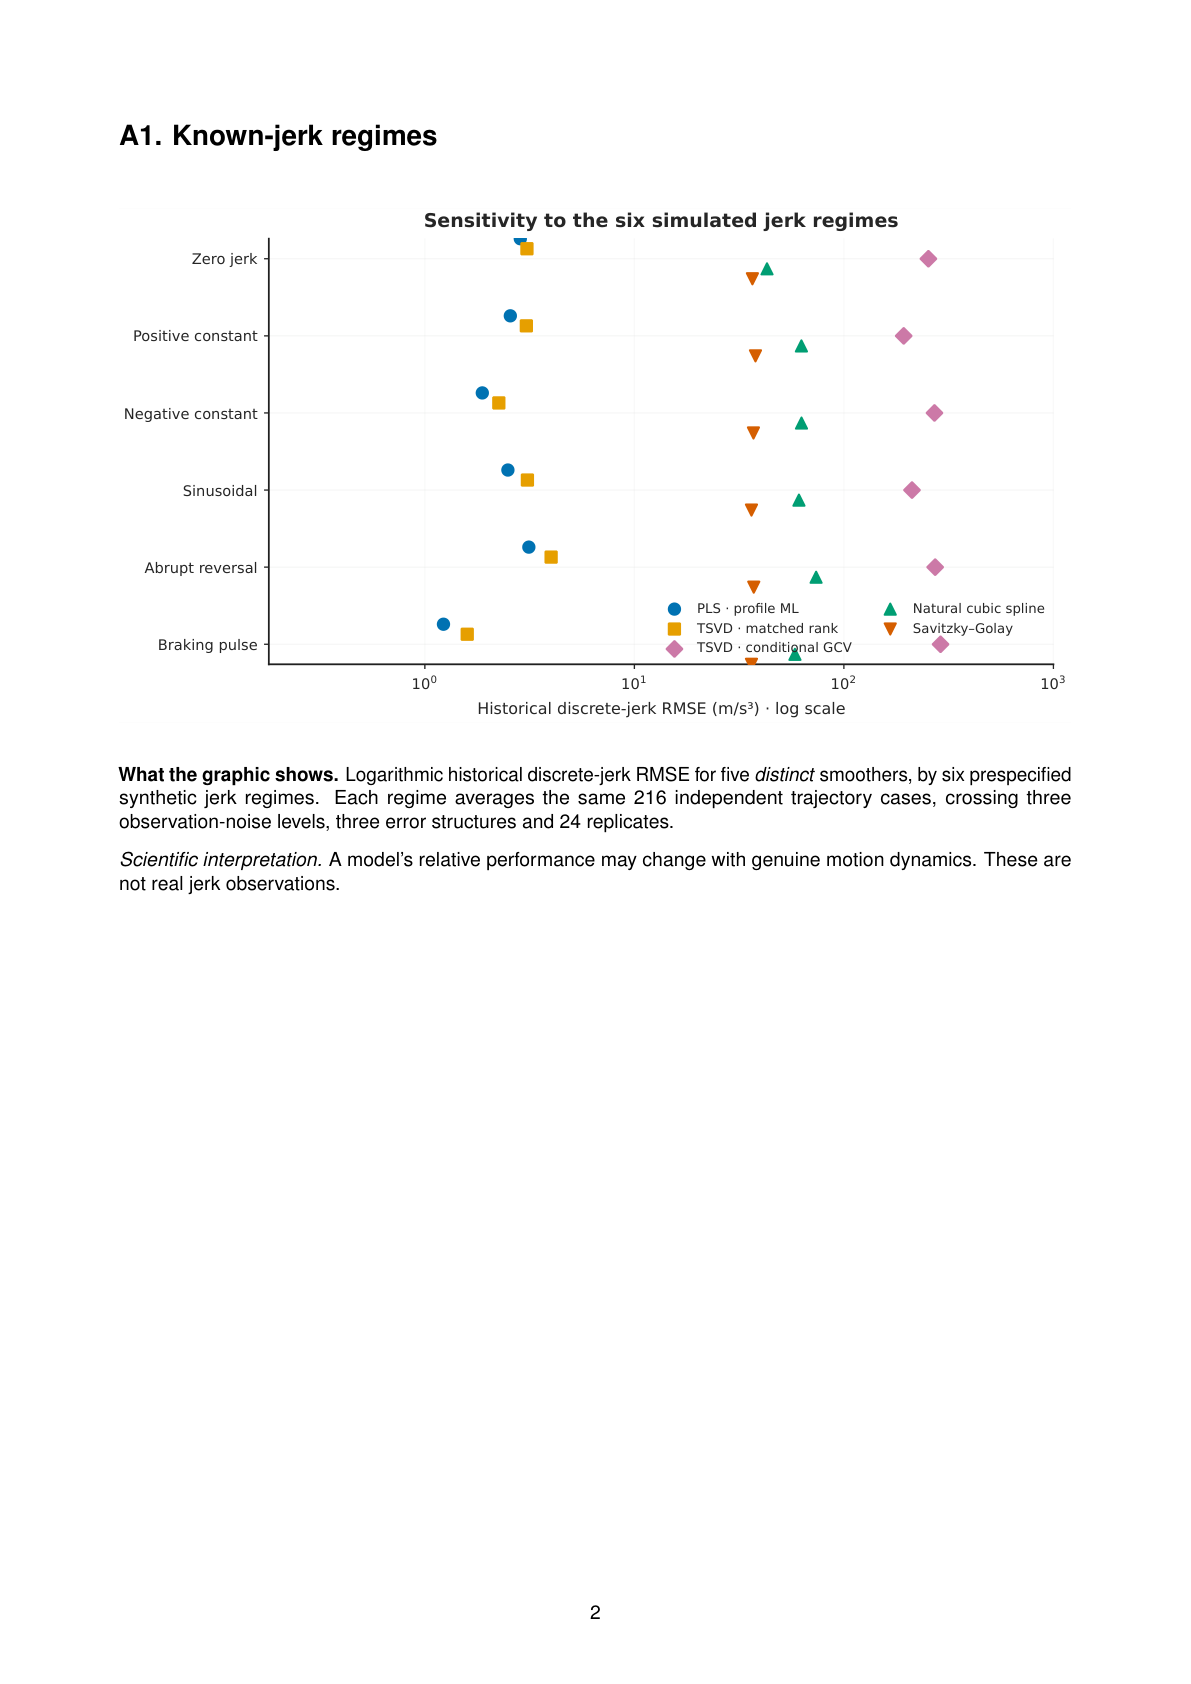 A1. Known-jerk regimes
Sensitivity to the six simulated jerk regimes
Zero jerk
Positive constant
Negative constant
Sinusoidal
Abrupt reversal
Braking pulse
PLS · profile ML
TSVD · matched rank
TSVD · conditional GCV
Natural cubic spline
Savitzky–Golay
10⁰ 10¹ 10² 10³
Historical discrete-jerk RMSE (m/s³) · log scale
What the graphic shows. Logarithmic historical discrete-jerk RMSE for five distinct smoothers, by six prespecified
synthetic jerk regimes. Each regime averages the same 216 independent trajectory cases, crossing three
observation-noise levels, three error structures and 24 replicates.
Scientific interpretation. A model’s relative performance may change with genuine motion dynamics. These are
not real jerk observations.
2